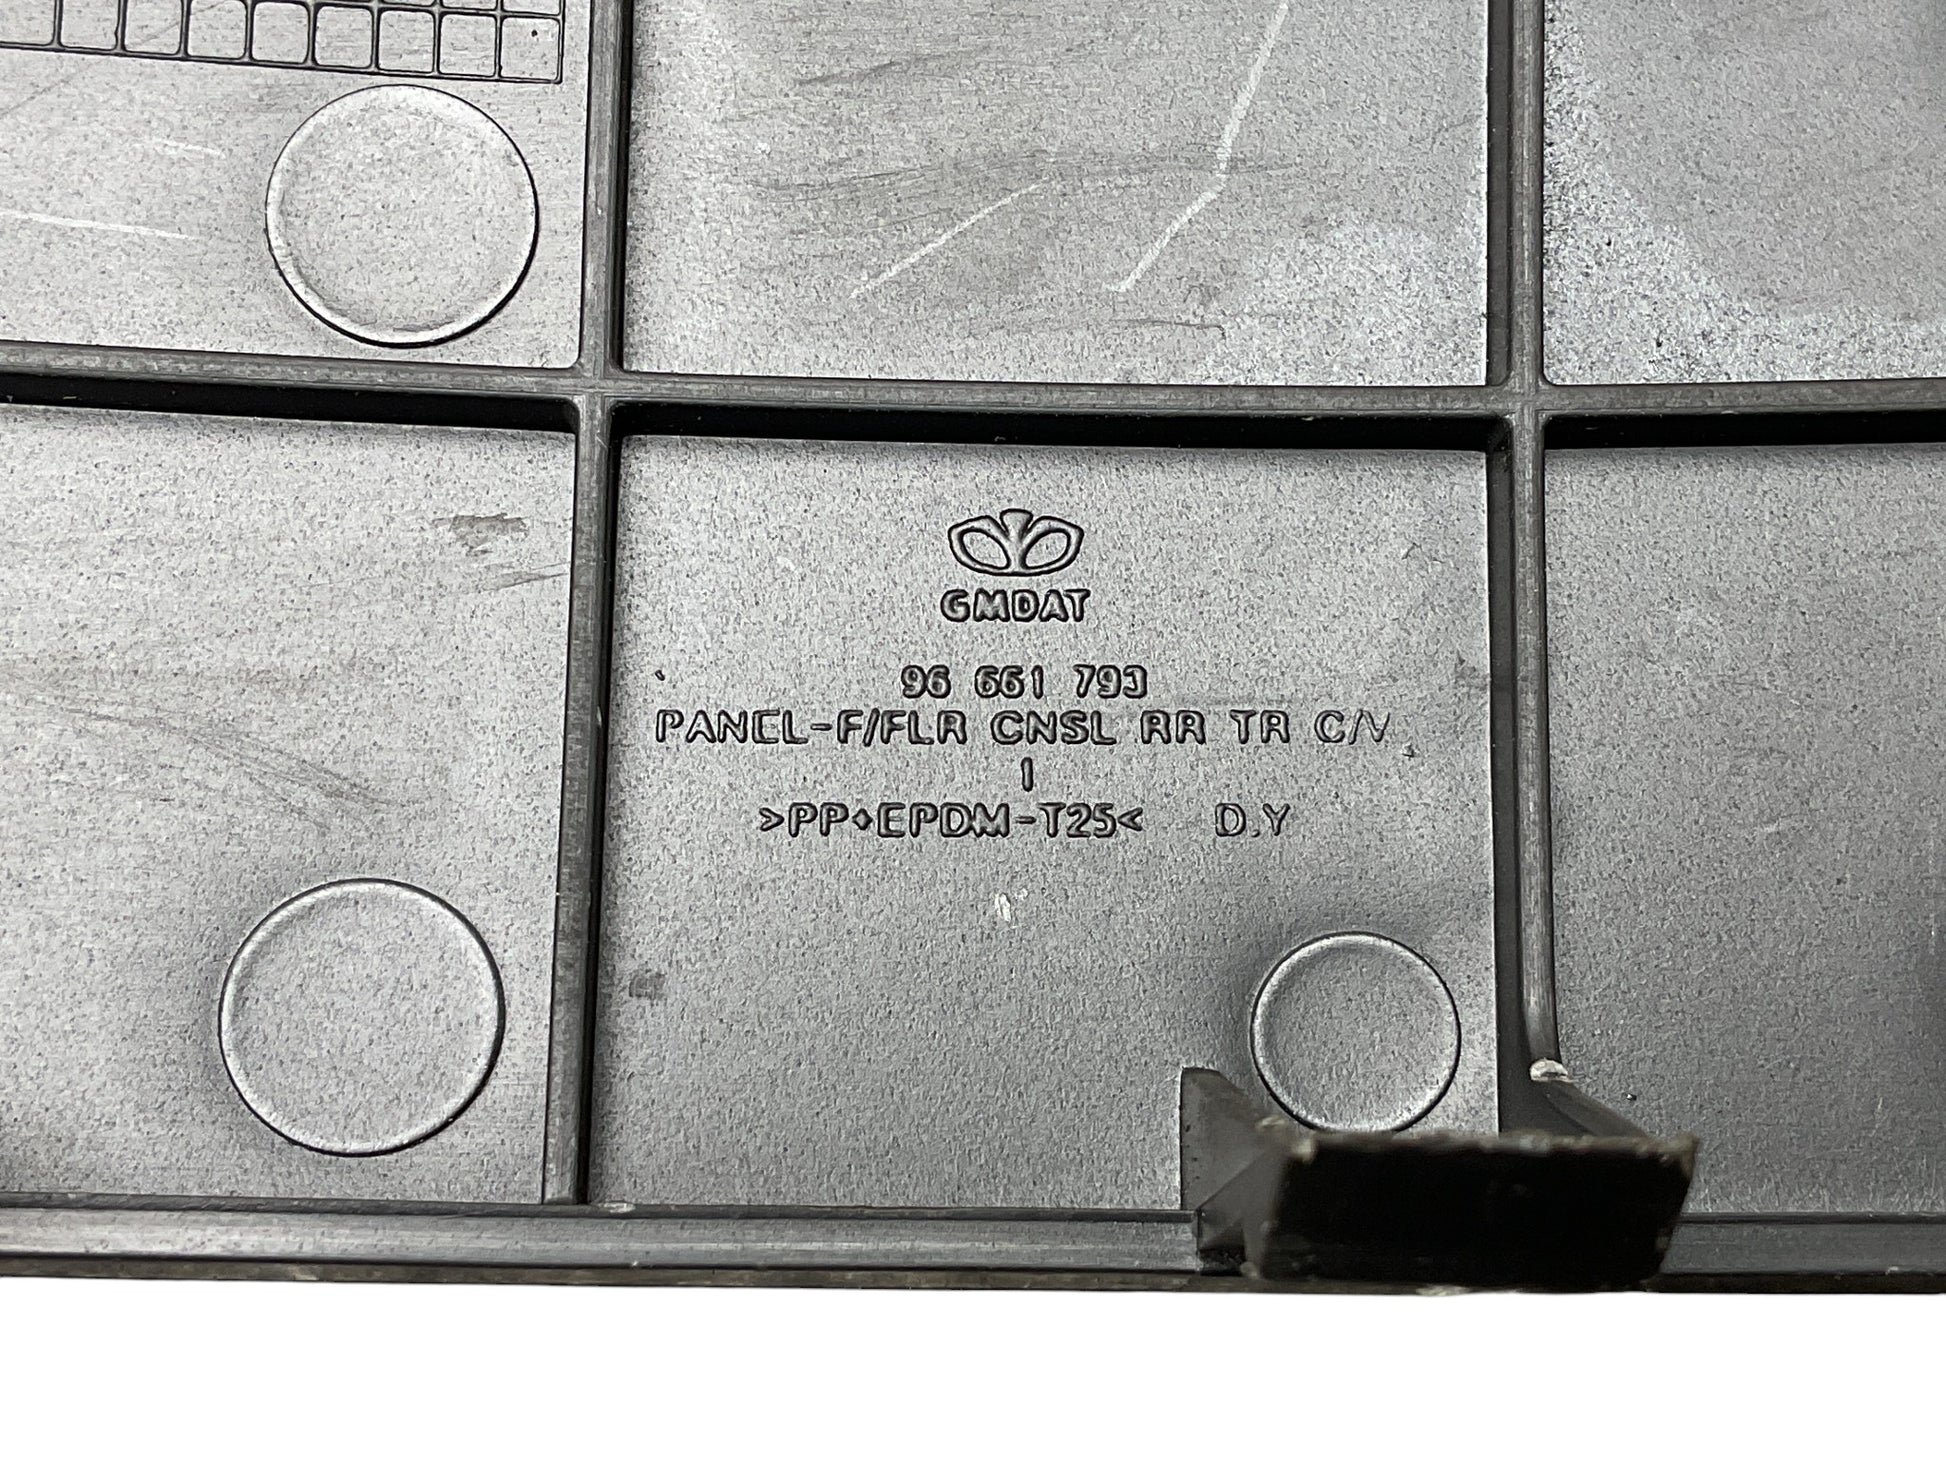 GMDAT
96 661 793
PANEL-F/FLR CNSL RR TR C/V
1
>PP+EPDM-T25< D.Y